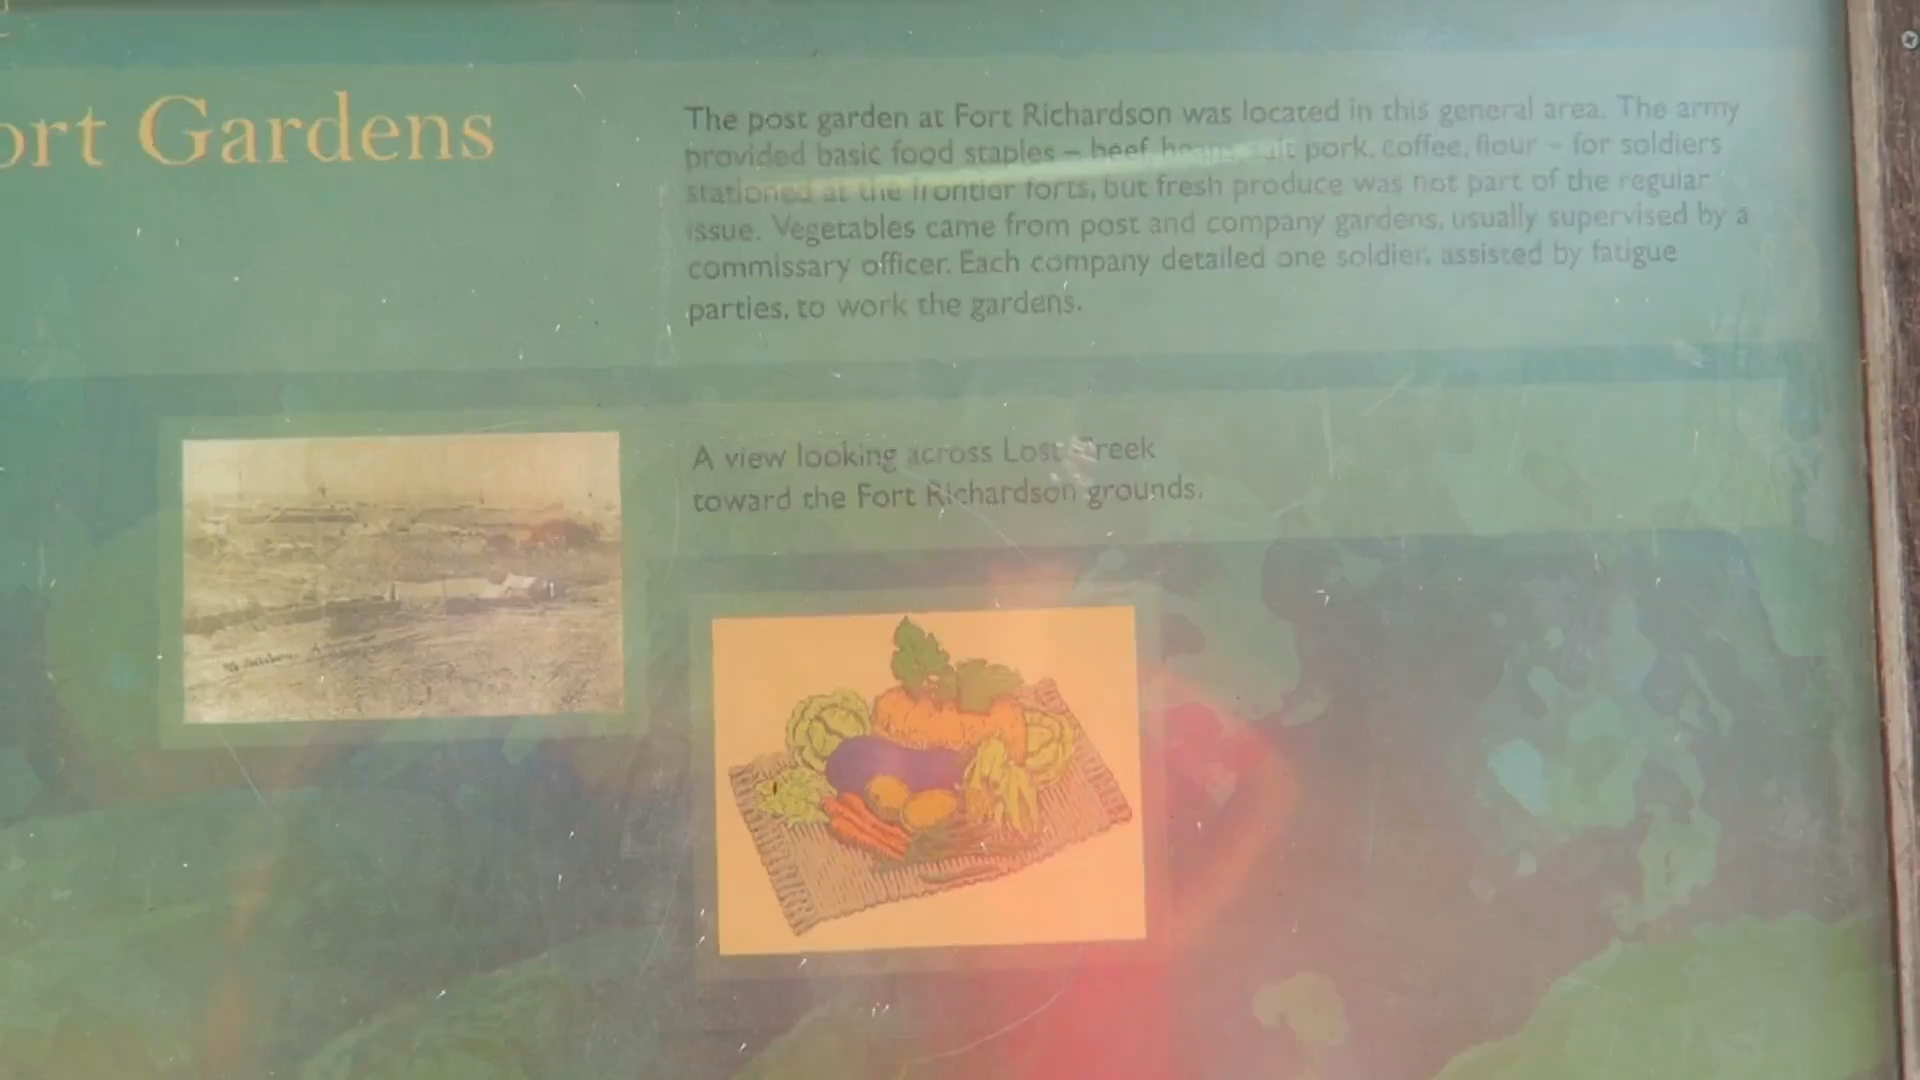 ort Gardens
The post garden at Fort Richardson was located in this general area. The army
provided basic food staples – beef, pork, coffee, flour – for soldiers
stationed at the frontier forts, but fresh produce was not part of the regular
issue. Vegetables came from post and company gardens, usually supervised by a
commissary officer. Each company detailed one soldier, assisted by fatigue
parties, to work the gardens.
A view looking across Lost Creek
toward the Fort Richardson grounds.